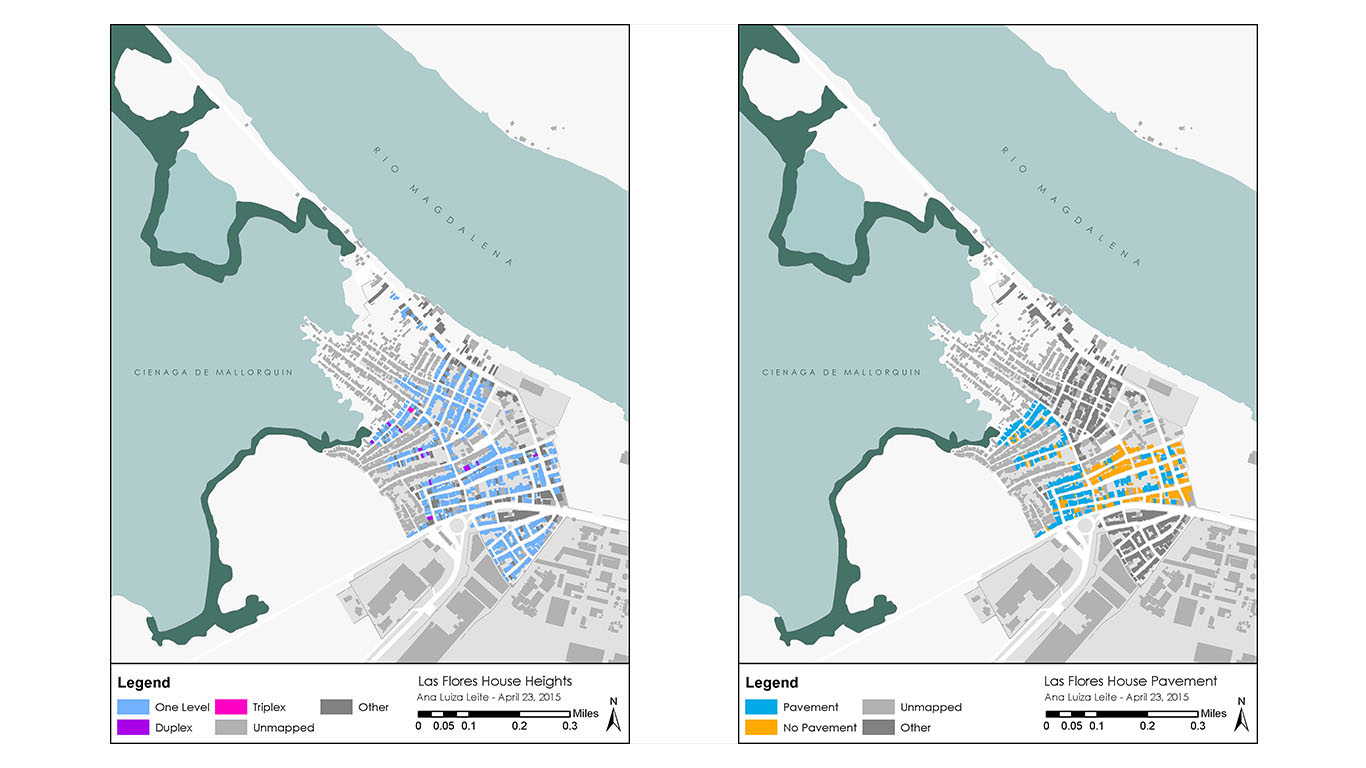 RIO MAGDALENA
CIENAGA DE MALLORQUIN
Legend
One Level
Triplex
Other
Duplex
Unmapped
Las Flores House Heights
Ana Luiza Leite - April 23, 2015
N
Miles
0 0.05 0.1 0.2 0.3
RIO MAGDALENA
CIENAGA DE MALLORQUIN
Legend
Pavement
Unmapped
No Pavement
Other
Las Flores House Pavement
Ana Luiza Leite - April 23, 2015
N
Miles
0 0.05 0.1 0.2 0.3